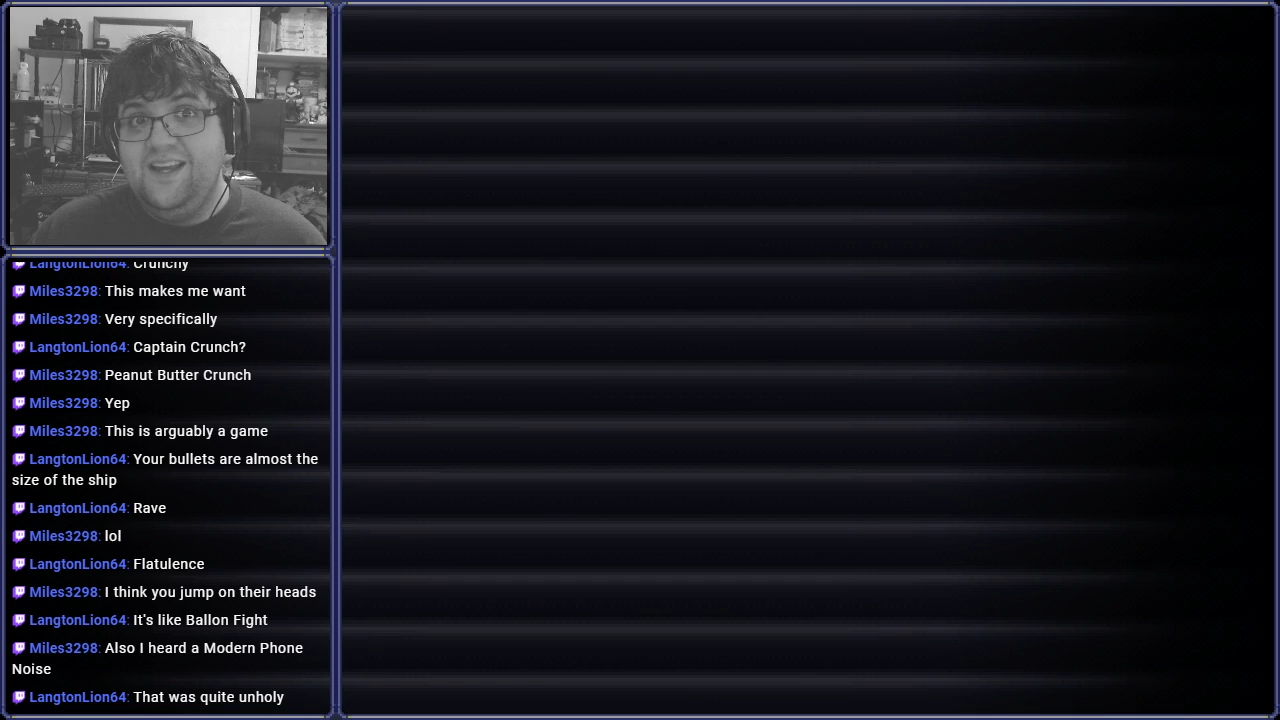 LangtonLion64: Crunchy
Miles3298: This makes me want
Miles3298: Very specifically
LangtonLion64: Captain Crunch?
Miles3298: Peanut Butter Crunch
Miles3298: Yep
Miles3298: This is arguably a game
LangtonLion64: Your bullets are almost the
size of the ship
LangtonLion64: Rave
Miles3298: lol
LangtonLion64: Flatulence
Miles3298: I think you jump on their heads
LangtonLion64: It's like Ballon Fight
Miles3298: Also I heard a Modern Phone
Noise
LangtonLion64: That was quite unholy